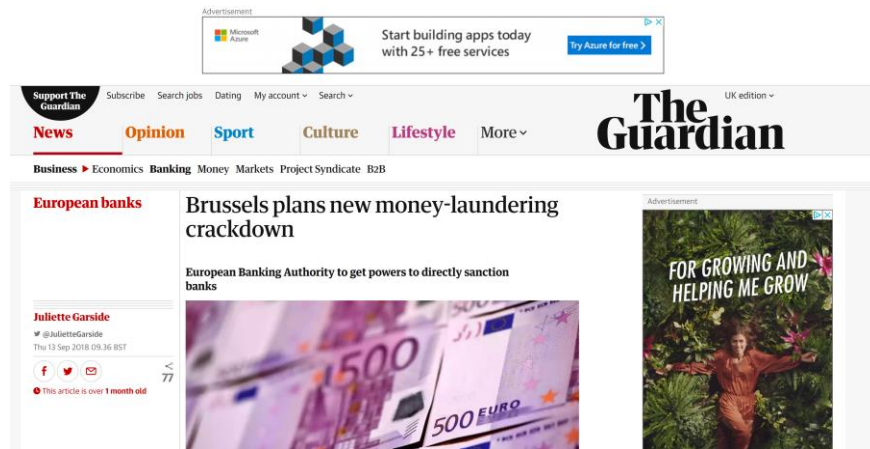 Advertisement
Microsoft
Azure
Start building apps today
with 25+ free services
Try Azure for free >
Support The
Guardian
Subscribe Search jobs Dating My account Search
UK edition
The
Guardian
News Opinion Sport Culture Lifestyle More
Business Economics Banking Money Markets Project Syndicate B2B
European banks
Brussels plans new money-laundering
crackdown
European Banking Authority to get powers to directly sanction
banks
Juliette Garside
@JulietteGarside
Thu 13 Sep 2018 09.36 BST
77
This article is over 1 month old
500
500 EURO
Advertisement
FOR GROWING AND
HELPING ME GROW